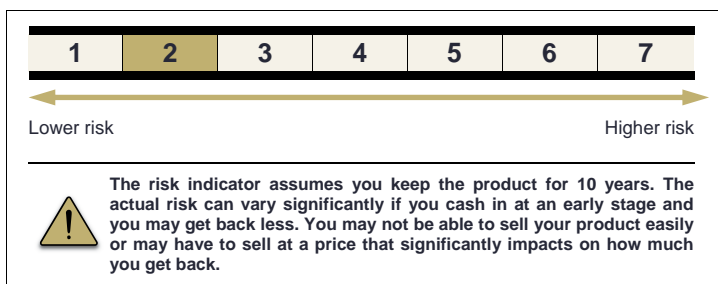 1 2 3 4 5 6 7
Lower risk Higher risk
The risk indicator assumes you keep the product for 10 years. The
actual risk can vary significantly if you cash in at an early stage and
you may get back less. You may not be able to sell your product easily
or may have to sell at a price that significantly impacts on how much
you get back.